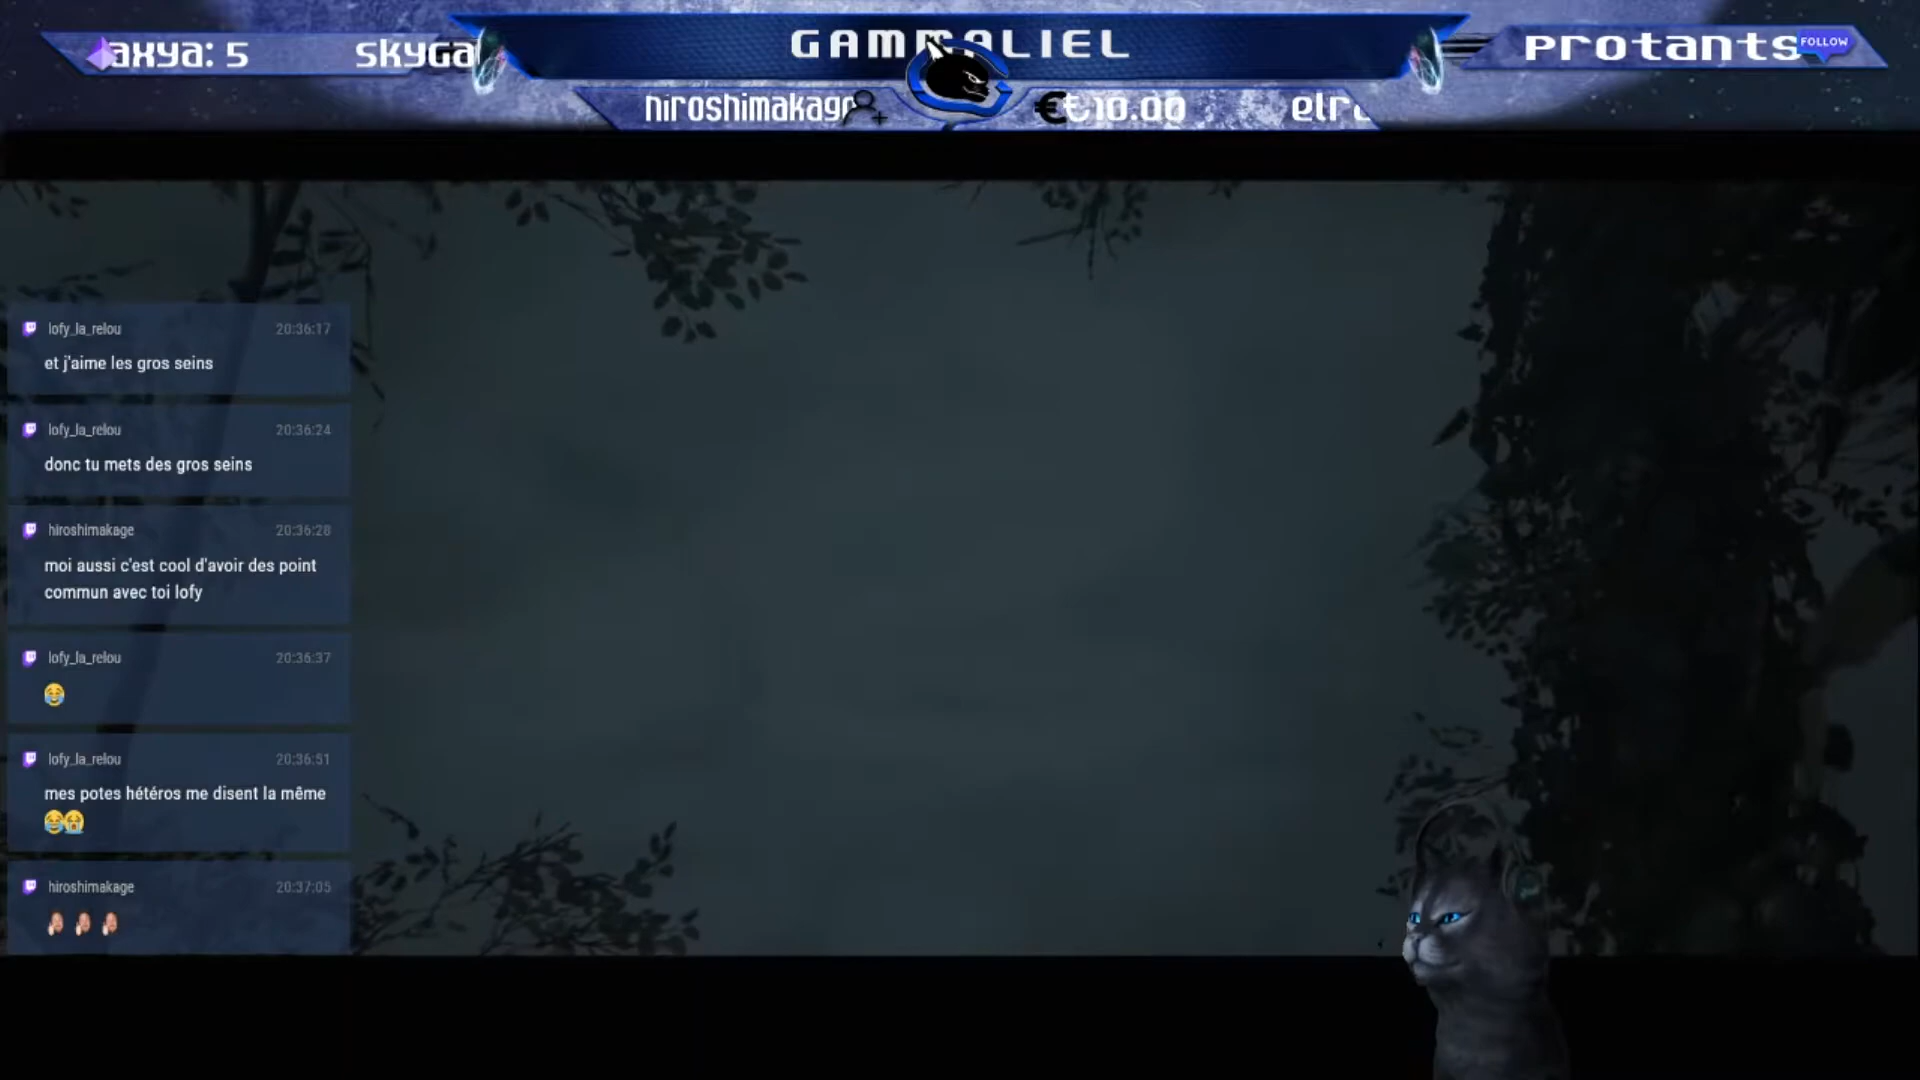 axya: 5
skyga
GAMMALIEL
Protants
FOLLOW
hiroshimakage
10.00
lofy_la_relou
20:36:17
et j'aime les gros seins
lofy_la_relou
20:36:24
donc tu mets des gros seins
hiroshimakage
20:36:28
moi aussi c'est cool d'avoir des point
commun avec toi lofy
lofy_la_relou
20:36:37
😂
lofy_la_relou
20:36:51
mes potes hétéros me disent la même
😂😭
hiroshimakage
20:37:05